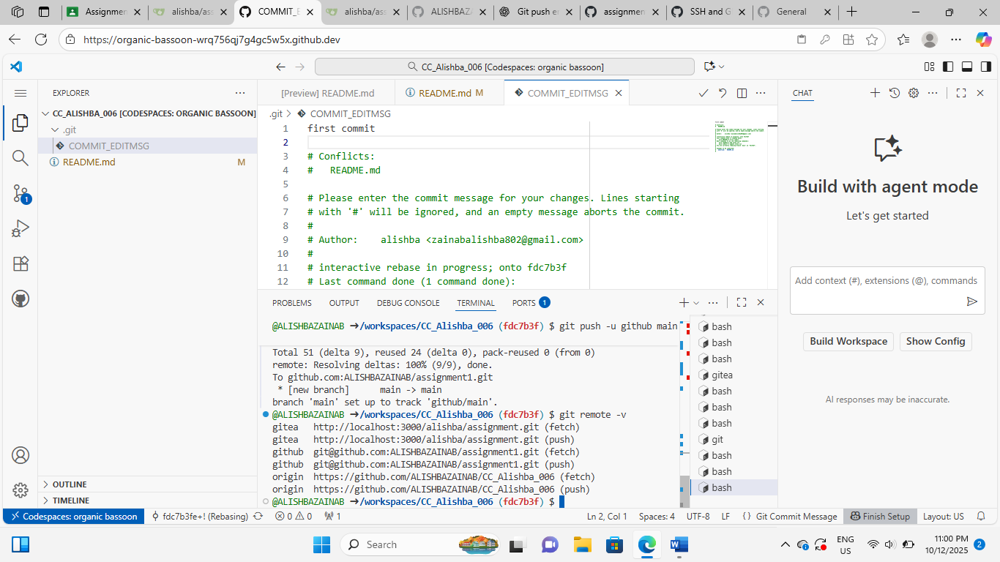 Assignment
alishba/ass
COMMIT_E
alishba/ass
ALISHBAZ
Git push er
assignmen
SSH and G
General
https://organic-bassoon-wrq756qj7g4gc5w5x.github.dev
CC_Alishba_006 [Codespaces: organic bassoon]
EXPLORER
CC_ALISHBA_006 [CODESPACES: ORGANIC BASSOON]
.git
COMMIT_EDITMSG
README.md M
OUTLINE
TIMELINE
[Preview] README.md
README.md M
COMMIT_EDITMSG
.git > COMMIT_EDITMSG
1 first commit
2
3 # Conflicts:
4 # README.md
5
6 # Please enter the commit message for your changes. Lines starting
7 # with '#' will be ignored, and an empty message aborts the commit.
8 #
9 # Author: alishba <zainabalishba802@gmail.com>
10 #
11 # interactive rebase in progress; onto fdc7b3f
12 # Last command done (1 command done):
PROBLEMS OUTPUT DEBUG CONSOLE TERMINAL PORTS 1
@ALISHBAZAINAB ➜/workspaces/CC_Alishba_006 (fdc7b3f) $ git push -u github main
Total 51 (delta 9), reused 24 (delta 0), pack-reused 0 (from 0)
remote: Resolving deltas: 100% (9/9), done.
To github.com:ALISHBAZAINAB/assignment1.git
* [new branch] main -> main
branch 'main' set up to track 'github/main'.
@ALISHBAZAINAB ➜/workspaces/CC_Alishba_006 (fdc7b3f) $ git remote -v
gitea http://localhost:3000/alishba/assignment.git (fetch)
gitea http://localhost:3000/alishba/assignment.git (push)
github git@github.com:ALISHBAZAINAB/assignment1.git (fetch)
github git@github.com:ALISHBAZAINAB/assignment1.git (push)
origin https://github.com/ALISHBAZAINAB/CC_Alishba_006 (fetch)
origin https://github.com/ALISHBAZAINAB/CC_Alishba_006 (push)
@ALISHBAZAINAB ➜/workspaces/CC_Alishba_006 (fdc7b3f) $
bash
bash
bash
gitea
bash
bash
bash
git
bash
bash
bash
CHAT
Build with agent mode
Let's get started
Add context (#), extensions (@), commands
Build Workspace
Show Config
AI responses may be inaccurate.
1
Codespaces: organic bassoon
fdc7b3fe+! (Rebasing)
0 0
1
Ln 2, Col 1
Spaces: 4
UTF-8
LF
{ } Git Commit Message
Finish Setup
Layout: US
Search
ENG
US
11:00 PM
10/12/2025
2